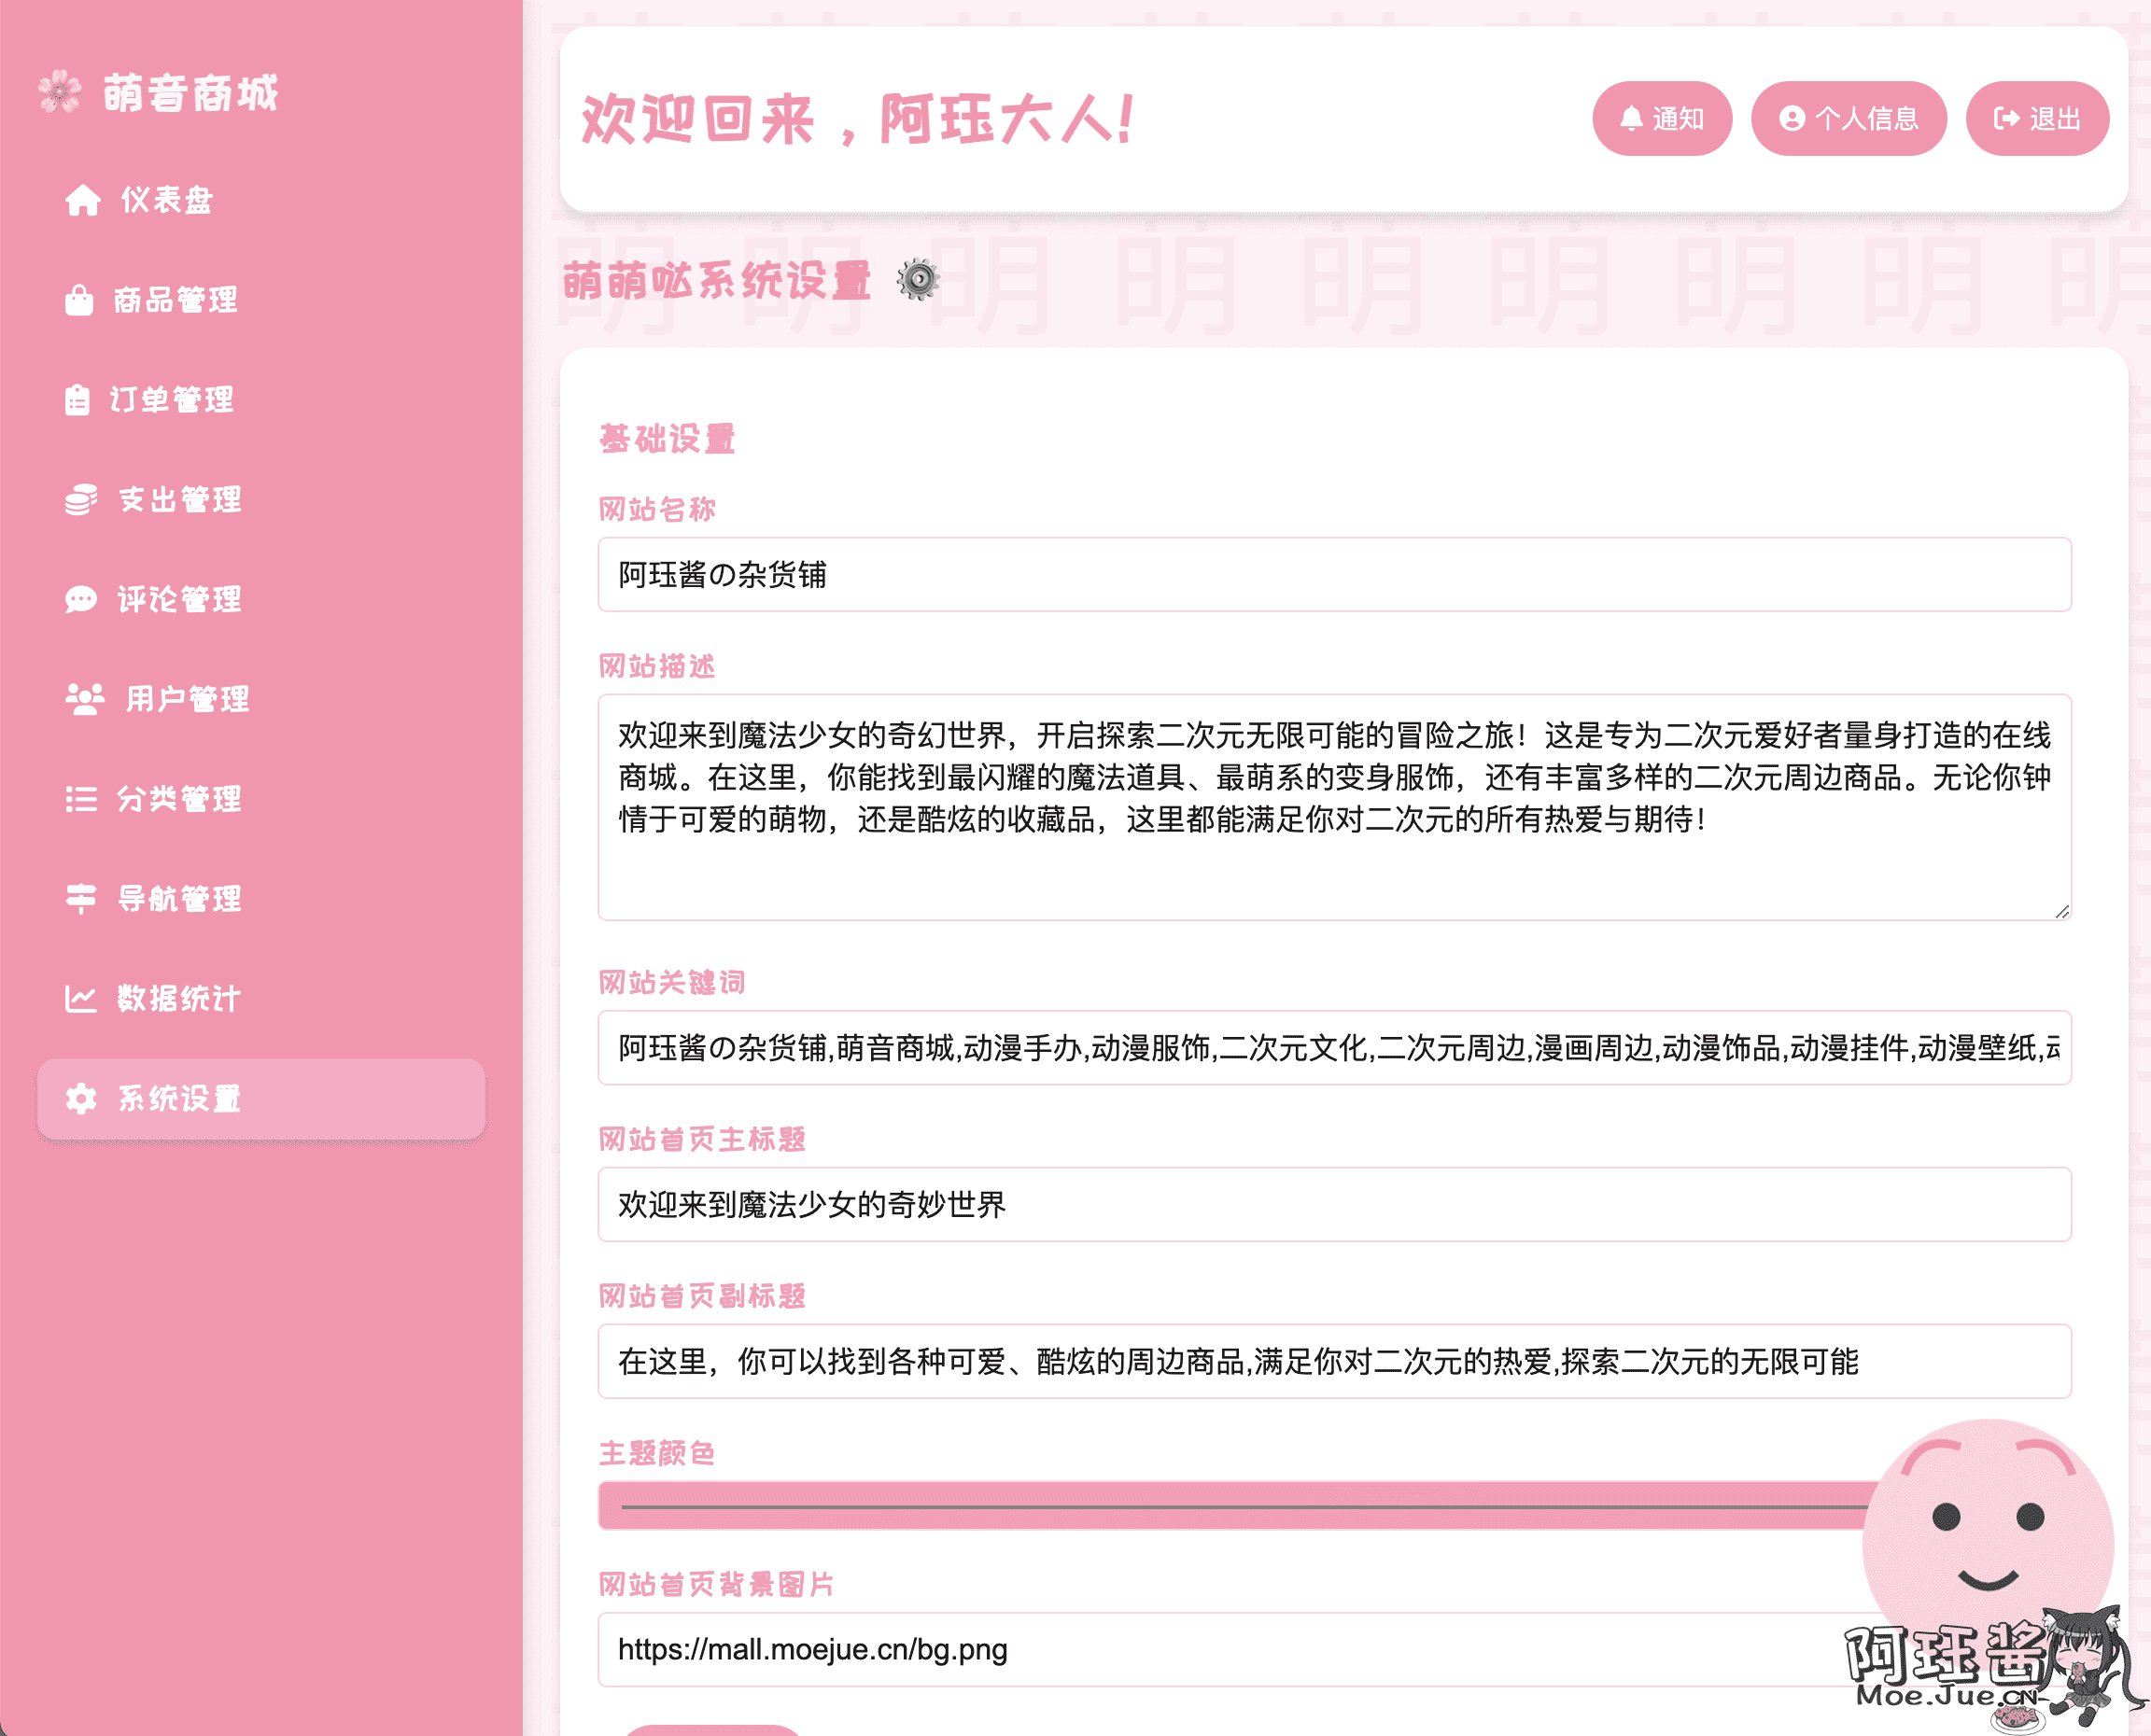 萌音商城
仪表盘
商品管理
订单管理
支出管理
评论管理
用户管理
分类管理
导航管理
数据统计
系统设置
欢迎回来，阿珏大人！
通知
个人信息
退出
萌萌哒系统设置
基础设置
网站名称
阿珏酱の杂货铺
网站描述
欢迎来到魔法少女的奇幻世界，开启探索二次元无限可能的冒险之旅！这是专为二次元爱好者量身打造的在线
商城。在这里，你能找到最闪耀的魔法道具、最萌系的变身服饰，还有丰富多样的二次元周边商品。无论你钟
情于可爱的萌物，还是酷炫的收藏品，这里都能满足你对二次元的所有热爱与期待！
网站关键词
阿珏酱の杂货铺,萌音商城,动漫手办,动漫服饰,二次元文化,二次元周边,漫画周边,动漫饰品,动漫挂件,动漫壁纸,
网站首页主标题
欢迎来到魔法少女的奇妙世界
网站首页副标题
在这里，你可以找到各种可爱、酷炫的周边商品,满足你对二次元的热爱,探索二次元的无限可能
主题颜色
网站首页背景图片
https://mall.moejue.cn/bg.png
阿珏酱
Moe.Jue.CN